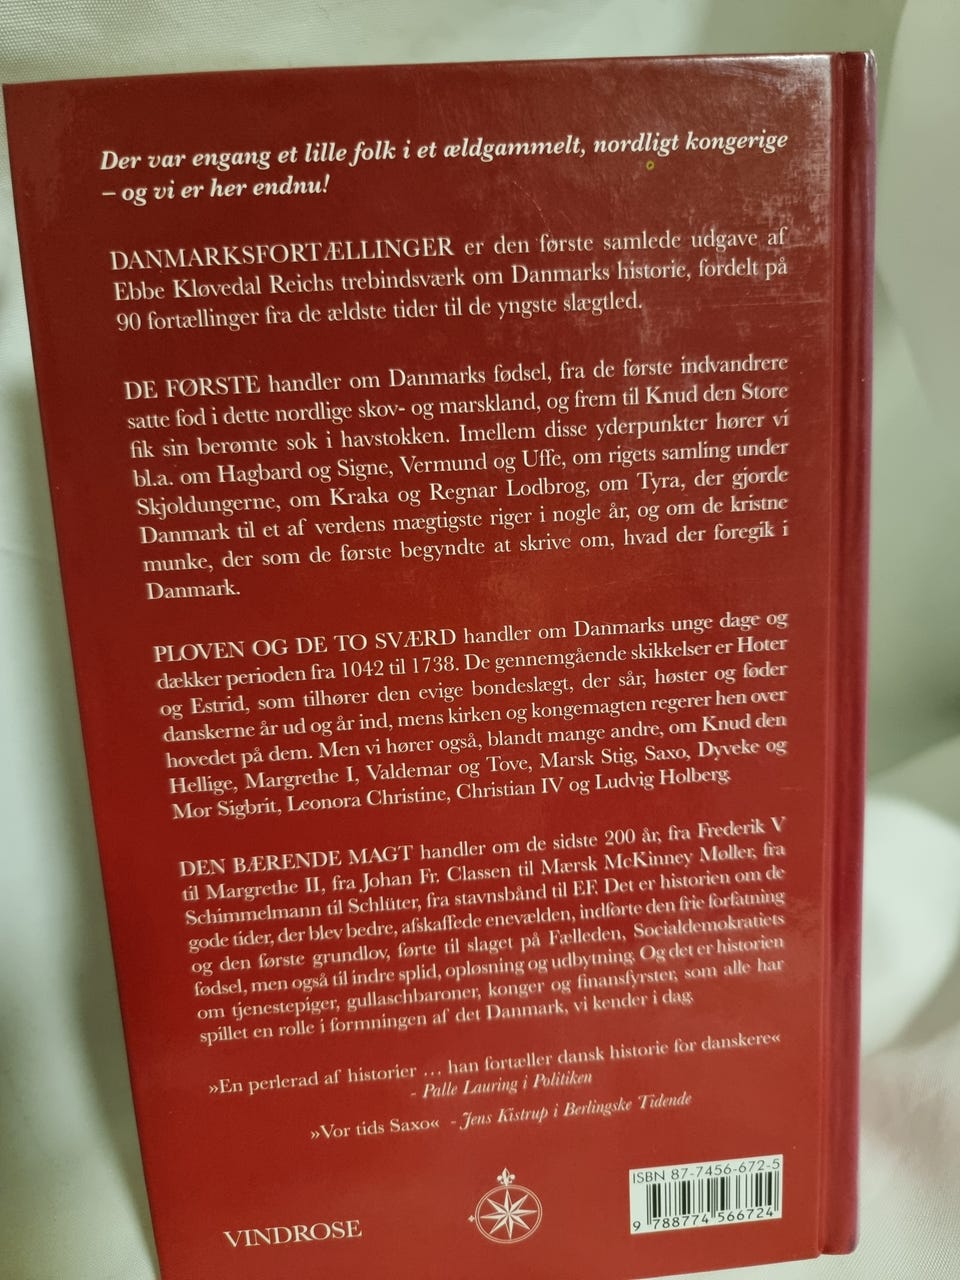 Der var engang et lille folk i et ældgammelt, nordligt kongerige
– og vi er her endnu!
DANMARKSFORTÆLLINGER er den første samlede udgave af
Ebbe Kløvedal Reichs trebindsværk om Danmarks historie, fordelt på
90 fortællinger fra de ældste tider til de yngste slægtled.
DE FØRSTE handler om Danmarks fødsel, fra de første indvandrere
satte fod i dette nordlige skov- og marskland, og frem til Knud den Store
fik sin berømte sok i havstokken. Imellem disse yderpunkter hører vi
bl.a. om Hagbard og Signe, Vermund og Uffe, om rigets samling under
Skjoldungerne, om Kraka og Regnar Lodbrog, om Tyra, der gjorde
Danmark til et af verdens mægtigste riger i nogle år, og om de kristne
munke, der som de første begyndte at skrive om, hvad der foregik i
Danmark.
PLOVEN OG DE TO SVÆRD handler om Danmarks unge dage og
dækker perioden fra 1042 til 1738. De gennemgående skikkelser er Hoter
og Estrid, som tilhører den evige bondeslægt, der sår, høster og føder
danskerne år ud og år ind, mens kirken og kongemagten regerer hen over
hovedet på dem. Men vi hører også, blandt mange andre, om Knud den
Hellige, Margrethe I, Valdemar og Tove, Marsk Stig, Saxo, Dyveke og
Mor Sigbrit, Leonora Christine, Christian IV og Ludvig Holberg.
DEN BÆRENDE MAGT handler om de sidste 200 år, fra Frederik V
til Margrethe II, fra Johan Fr. Classen til Mærsk McKinney Møller, fra
Schimmelmann til Schlüter, fra stavnsbånd til EF. Det er historien om de
gode tider, der blev bedre, afskaffede enevælden, indførte den frie forfatning
og den første grundlov, førte til slaget på Fælleden, Socialdemokratiets
fødsel, men også til indre splid, opløsning og udbytning. Og det er historien
om tjenestepiger, gullaschbaroner, konger og finansfyrster, som alle har
spillet en rolle i formningen af det Danmark, vi kender i dag.
»En perlerad af historier ... han fortæller dansk historie for danskere«
- Palle Lauring i Politiken
»Vor tids Saxo« - Jens Kistrup i Berlingske Tidende
ISBN 87-7456-672-5
9 788774 566724
VINDROSE